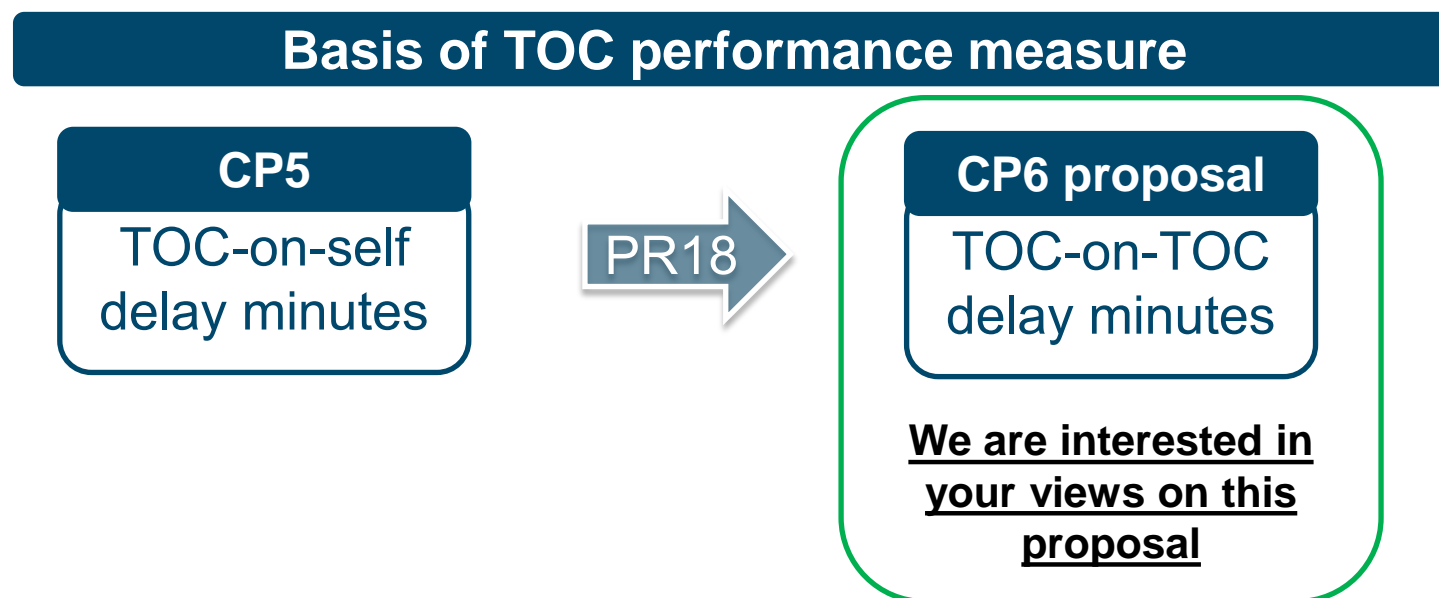 Basis of TOC performance measure
CP5
TOC-on-self
delay minutes
PR18
CP6 proposal
TOC-on-TOC
delay minutes
We are interested in
your views on this
proposal